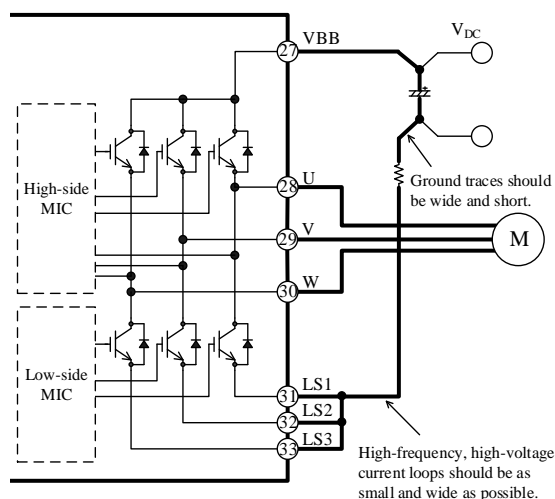 27
VBB
V_DC
High-side
MIC
28
U
29
V
30
W
M
Ground traces should
be wide and short.
Low-side
MIC
31
LS1
32
LS2
33
LS3
High-frequency, high-voltage
current loops should be as
small and wide as possible.